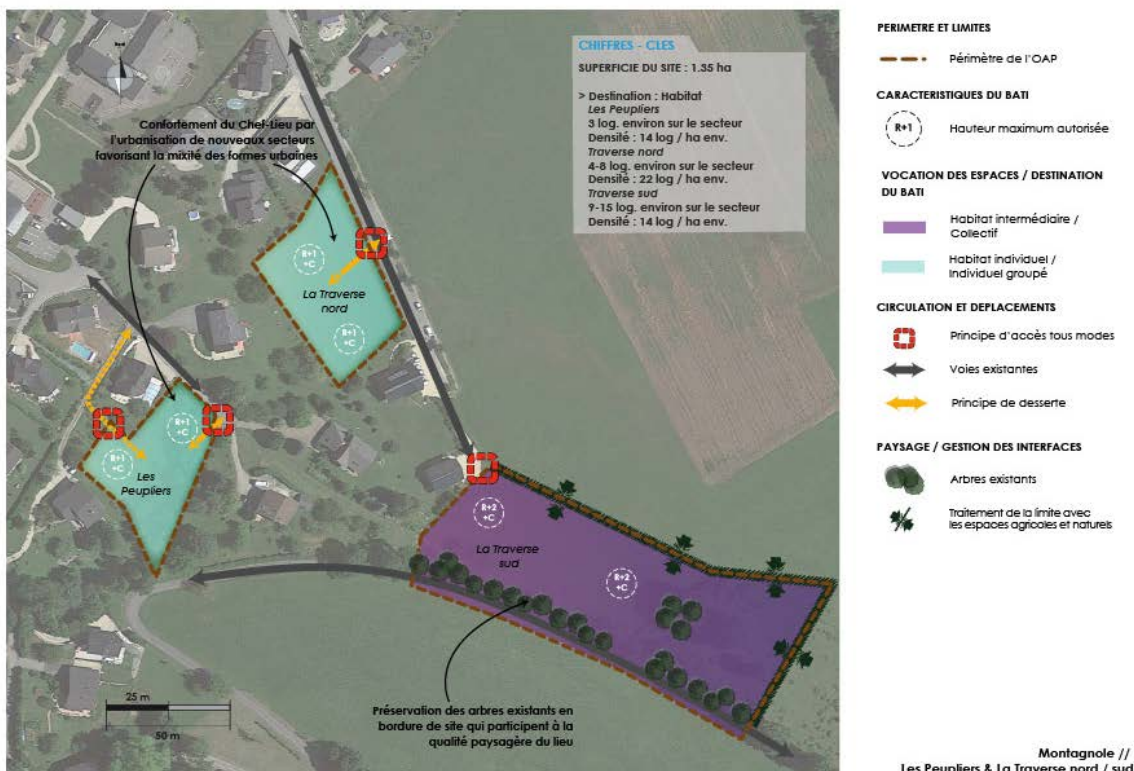 CHIFFRES - CLES
SUPERFICIE DU SITE : 1.35 ha
> Destination : Habitat
Les Peupliers
3 log. environ sur le secteur
Densité : 14 log / ha env.
Traverse nord
4-8 log. environ sur le secteur
Densité : 22 log / ha env.
Traverse sud
9-15 log. environ sur le secteur
Densité : 14 log / ha env.
Confortement du Chef-Lieu par
l'urbanisation de nouveaux secteurs
favorisant la mixité des formes urbaines
R+1
+C
La Traverse
nord
R+1
+C
R+1
+C
R+1
+C
Les
Peupliers
R+2
+C
La Traverse
sud
R+2
+C
25 m
50 m
Préservation des arbres existants en
bordure de site qui participent à la
qualité paysagère du lieu
PERIMETRE ET LIMITES
Périmètre de l'OAP
CARACTERISTIQUES DU BATI
R+1
Hauteur maximum autorisée
VOCATION DES ESPACES / DESTINATION
DU BATI
Habitat intermédiaire /
Collectif
Habitat individuel /
Individuel groupé
CIRCULATION ET DEPLACEMENTS
Principe d'accès tous modes
Voies existantes
Principe de desserte
PAYSAGE / GESTION DES INTERFACES
Arbres existants
Traitement de la limite avec
les espaces agricoles et naturels
Montagnole //
Les Peupliers & La Traverse nord / sud